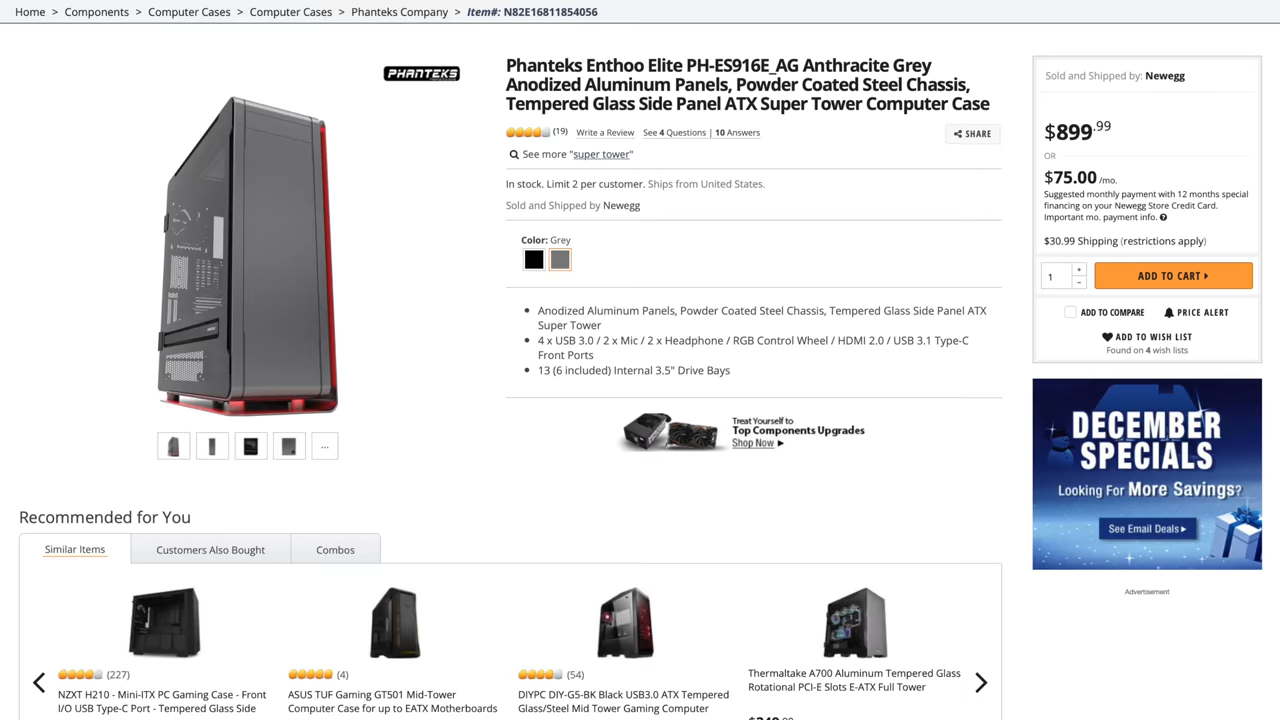 Home > Components > Computer Cases > Computer Cases > Phanteks Company > Item#: N82E16811854056
PHANTEKS
Phanteks Enthoo Elite PH-ES916E_AG Anthracite Grey
Anodized Aluminum Panels, Powder Coated Steel Chassis,
Tempered Glass Side Panel ATX Super Tower Computer Case
(19) Write a Review See 4 Questions | 10 Answers
SHARE
See more "super tower"
In stock. Limit 2 per customer. Ships from United States.
Sold and Shipped by Newegg
Color: Grey
Anodized Aluminum Panels, Powder Coated Steel Chassis, Tempered Glass Side Panel ATX
Super Tower
4 x USB 3.0 / 2 x Mic / 2 x Headphone / RGB Control Wheel / HDMI 2.0 / USB 3.1 Type-C
Front Ports
13 (6 included) Internal 3.5" Drive Bays
...
Treat Yourself to
Top Components Upgrades
Shop Now
Sold and Shipped by: Newegg
$899.99
OR
$75.00 /mo.
Suggested monthly payment with 12 months special
financing on your Newegg Store Credit Card.
Important mo. payment info. ?
$30.99 Shipping (restrictions apply)
1 + −
ADD TO CART
ADD TO COMPARE PRICE ALERT
ADD TO WISH LIST
Found on 4 wish lists
DECEMBER
SPECIALS
Looking For More Savings?
See Email Deals
Advertisement
Recommended for You
Similar Items Customers Also Bought Combos
(227)
NZXT H210 - Mini-ITX PC Gaming Case - Front
I/O USB Type-C Port - Tempered Glass Side
(4)
ASUS TUF Gaming GT501 Mid-Tower
Computer Case for up to EATX Motherboards
(54)
DIYPC DIY-G5-BK Black USB3.0 ATX Tempered
Glass/Steel Mid Tower Gaming Computer
Thermaltake A700 Aluminum Tempered Glass
Rotational PCI-E Slots E-ATX Full Tower